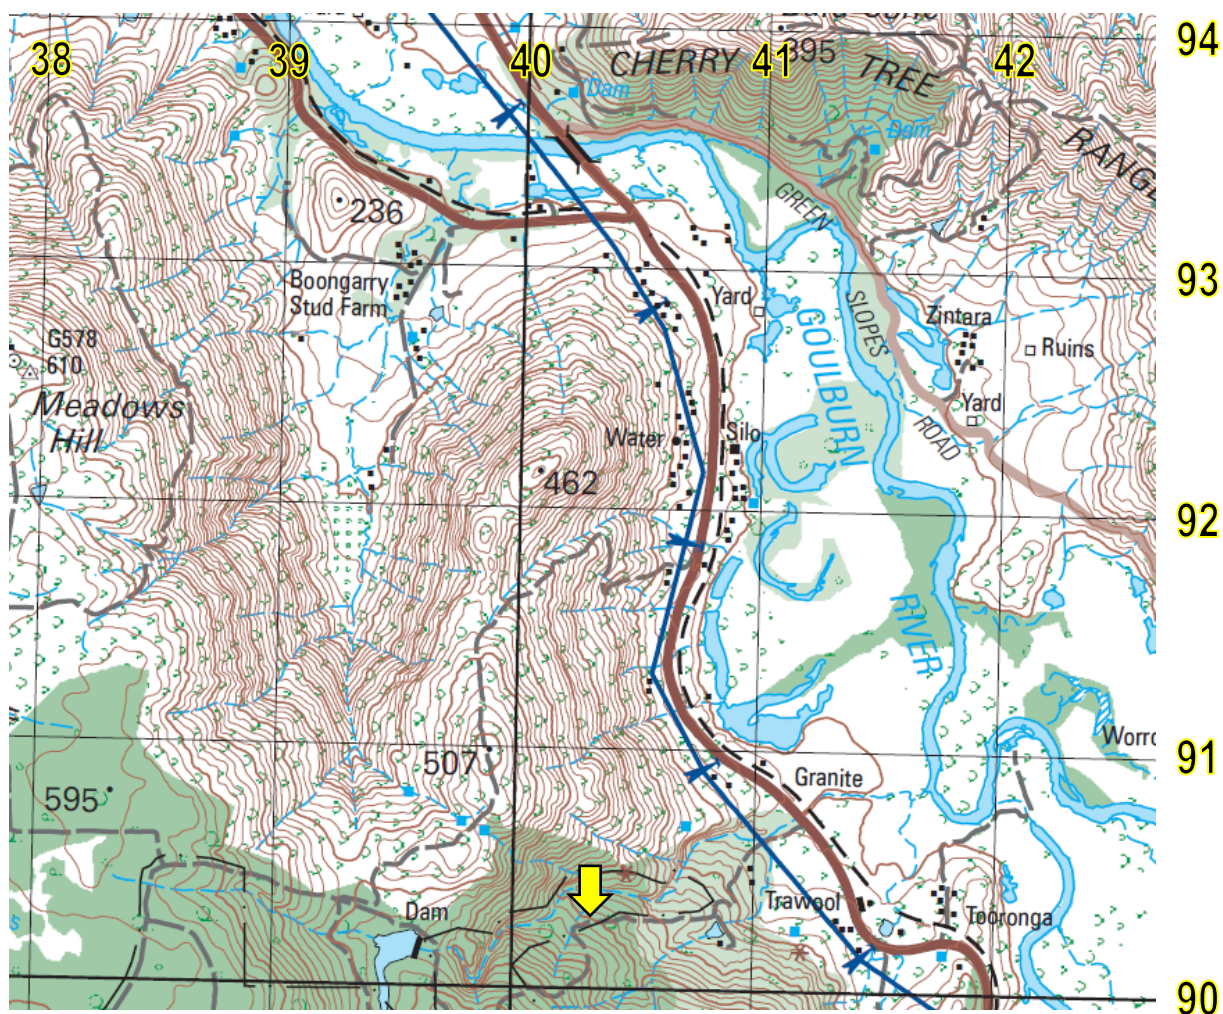 94
38
39
40
CHERRY
41
395
TREE
42
Dam
Dam
RANGE
236
GREEN
93
Boongarry
Stud Farm
Yard
SLOPES
Zintara
G578
610
GOULBURN
Ruins
Meadows
Hill
Yard
Water
Silo
ROAD
462
92
RIVER
91
507
Worro
Granite
595
Trawool
Dam
Tooronga
s
90